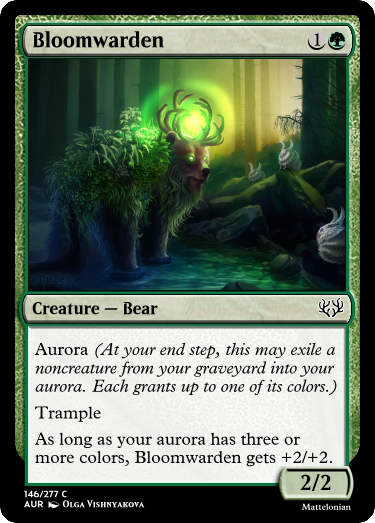 Bloomwarden 1
Creature — Bear
Aurora (At your end step, this may exile a
noncreature from your graveyard into your
aurora. Each grants up to one of its colors.)
Trample
As long as your aurora has three or
more colors, Bloomwarden gets +2/+2.
2/2
146/277 C
AUR Olga Vishnyakova
Mattelonian